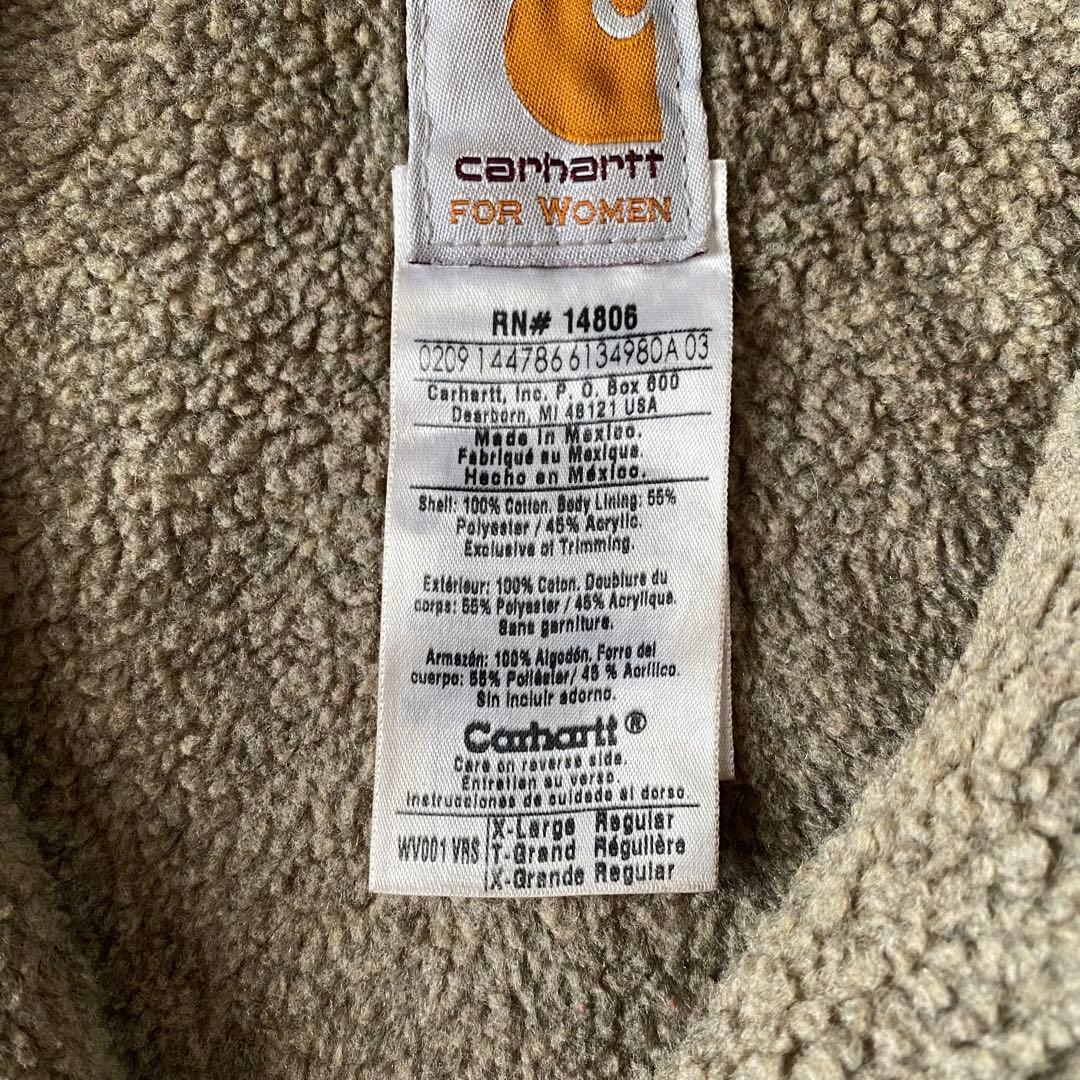 carhartt
FOR WOMEN
RN# 14806
0209 144786 6134980A 03
Carhartt, Inc. P. O. Box 600
Dearborn, MI 48121 USA
Made in Mexico.
Fabriqué au Mexique.
Hecho en México.
Shell: 100% Cotton. Body Lining: 55%
Polyester / 45% Acrylic.
Exclusive of Trimming.
Extérieur: 100% Coton. Doublure du
corps: 55% Polyester / 45% Acrylique.
Sans garniture.
Armazón: 100% Algodón. Forro del
cuerpo: 55% Poliéster/ 45 % Acrílico.
Sin incluir adorno.
Carhartt®
Care on reverse side.
Entretien au verso.
Instrucciones de cuidado al dorso.
WV001 VRS
X-Large Regular
T-Grand Régulière
X-Grande Regular